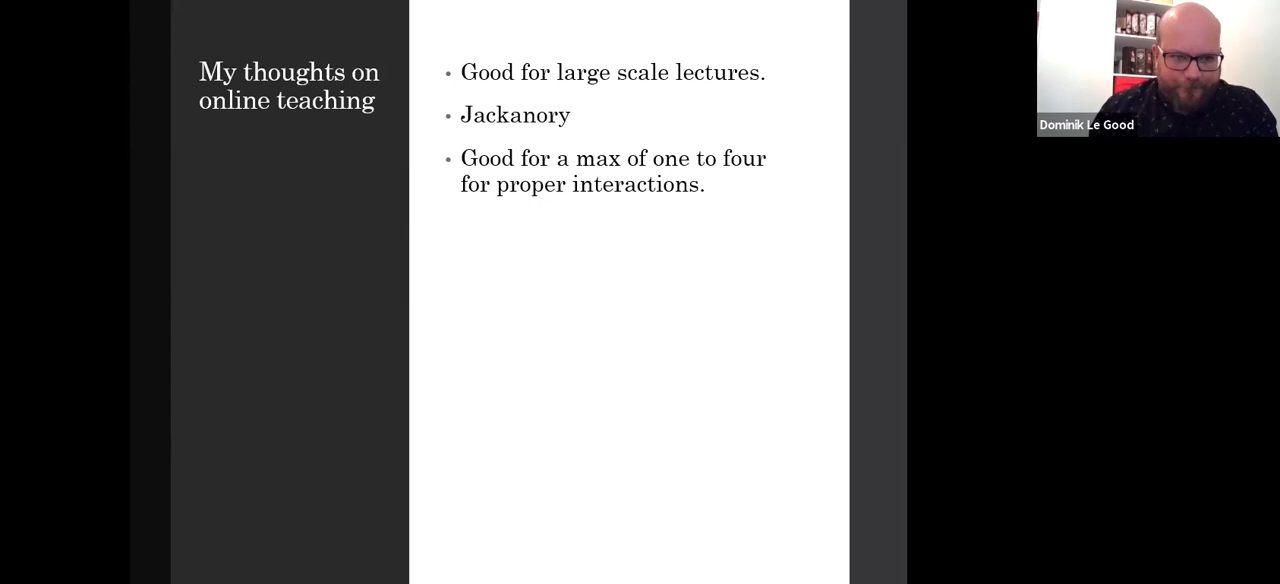 My thoughts on
online teaching
• Good for large scale lectures.
• Jackanory
• Good for a max of one to four
for proper interactions.
Dominik Le Good